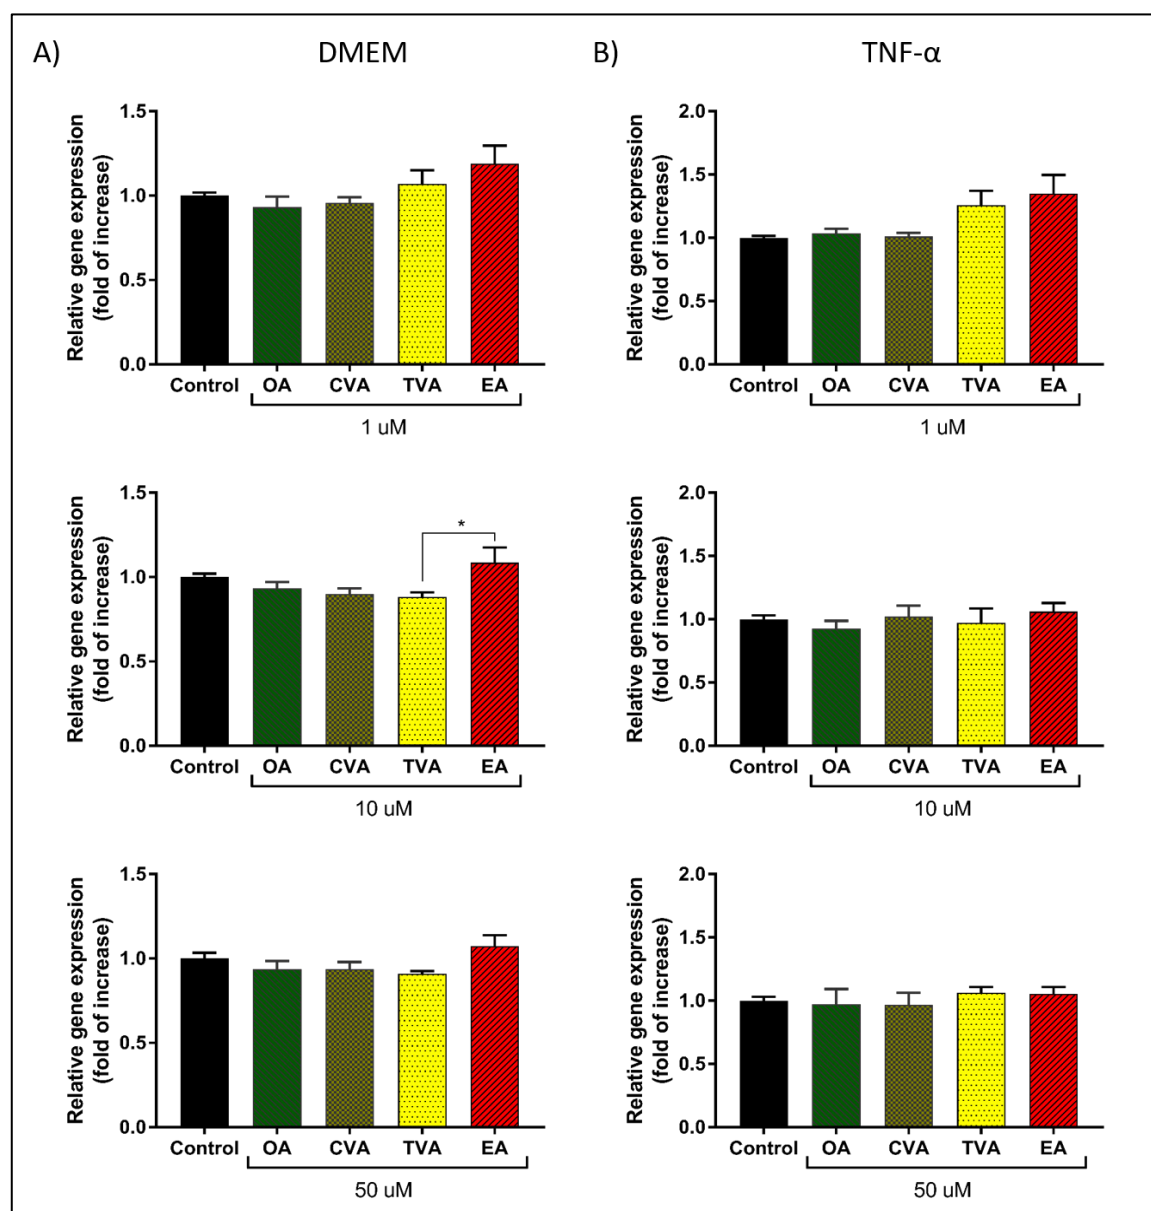 A)
DMEM
B)
TNF-α
Relative gene expression
(fold of increase)
1.5
1.0
0.5
0.0
Control
OA
CVA
TVA
EA
1 uM
Relative gene expression
(fold of increase)
2.0
1.5
1.0
0.5
0.0
Control
OA
CVA
TVA
EA
1 uM
Relative gene expression
(fold of increase)
1.5
1.0
0.5
0.0
*
Control
OA
CVA
TVA
EA
10 uM
Relative gene expression
(fold of increase)
2.0
1.5
1.0
0.5
0.0
Control
OA
CVA
TVA
EA
10 uM
Relative gene expression
(fold of increase)
1.5
1.0
0.5
0.0
Control
OA
CVA
TVA
EA
50 uM
Relative gene expression
(fold of increase)
2.0
1.5
1.0
0.5
0.0
Control
OA
CVA
TVA
EA
50 uM